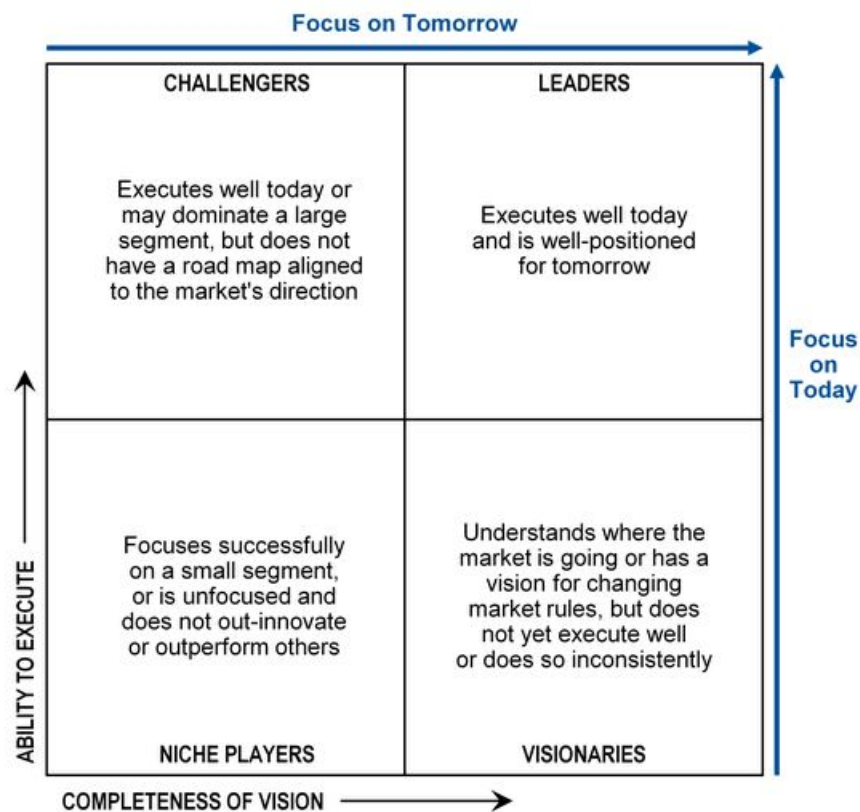 Focus on Tomorrow
CHALLENGERS
LEADERS
Executes well today or
may dominate a large
segment, but does not
have a road map aligned
to the market's direction
Executes well today
and is well-positioned
for tomorrow
Focus
on
Today
ABILITY TO EXECUTE
Focuses successfully
on a small segment,
or is unfocused and
does not out-innovate
or outperform others
Understands where the
market is going or has a
vision for changing
market rules, but does
not yet execute well
or does so inconsistently
NICHE PLAYERS
VISIONARIES
COMPLETENESS OF VISION